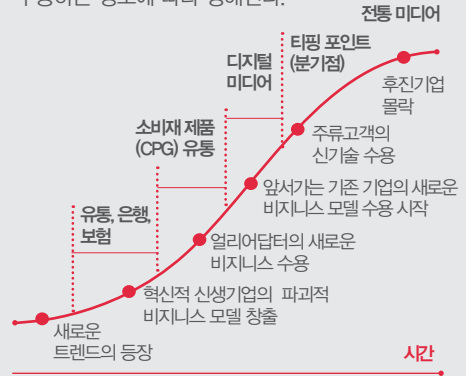 전통 미디어
티핑 포인트
(분기점)
디지털
미디어
후진기업
몰락
소비재 제품
(CPG) 유통
주류고객의
신기술 수용
앞서가는 기존 기업의 새로운
비지니스 모델 수용 시작
유통, 은행,
보험
얼리어답터의 새로운
비지니스 수용
혁신적 신생기업의 파괴적
비지니스 모델 창출
새로운
트렌드의 등장
시간